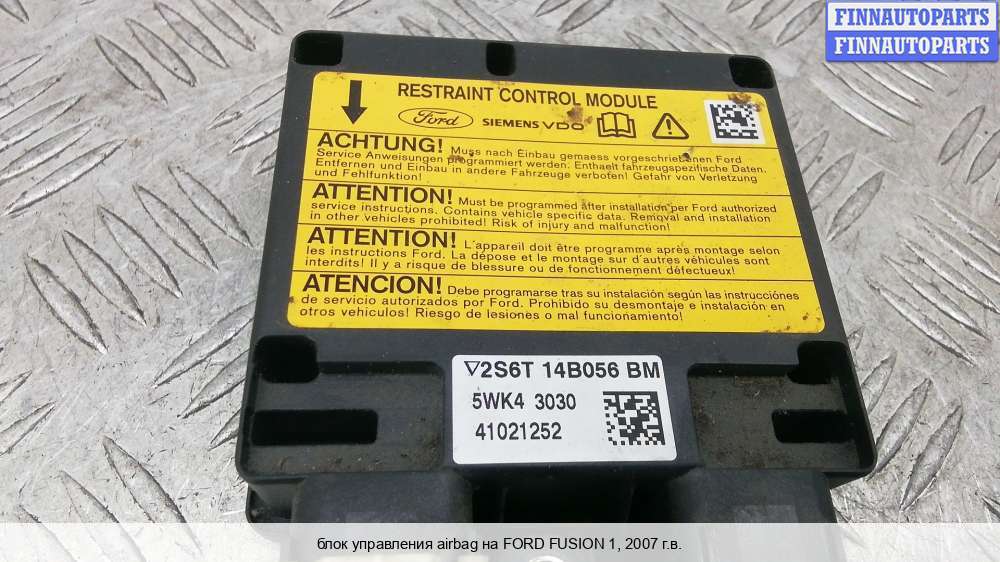 FINNAUTOPARTS
FINNAUTOPARTS
RESTRAINT CONTROL MODULE
Ford SIEMENS VDO
ACHTUNG! Muss nach Einbau gemaess vorgeschriebenen Ford
Service Anweisungen programmiert werden. Enthaelt fahrzeugspezifische Daten.
Entfernen und Einbau in andere Fahrzeuge verboten! Gefahr von Verletzung
und Fehlfunktion!
ATTENTION! Must be programmed after installation per Ford authorized
service instructions. Contains vehicle specific data. Removal and installation
in other vehicles prohibited! Risk of injury and malfunction!
ATTENTION! L'appareil doit être programme après montage selon
les instructions Ford. La dépose et le montage sur d'autres véhicules sont
interdits! Il y a risque de blessure ou de fonctionnement défectueux!
ATENCION! Debe programarse tras su instalación según las instrucciónes
de servicio autorizados por Ford. Prohibido su desmontaje e instalación en
otros vehiculos! Riesgo de lesiones o mal funcionamiento!
2S6T 14B056 BM
5WK4 3030
41021252
блок управления airbag на FORD FUSION 1, 2007 г.в.